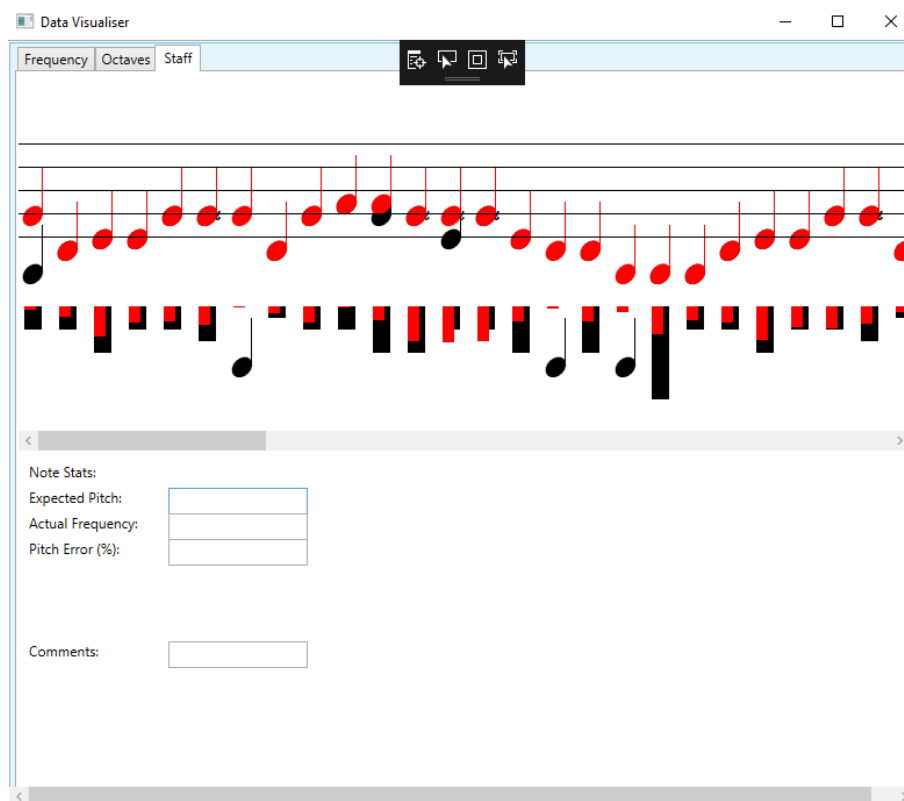 Data Visualiser
Frequency Octaves Staff
Note Stats:
Expected Pitch:
Actual Frequency:
Pitch Error (%):
Comments: